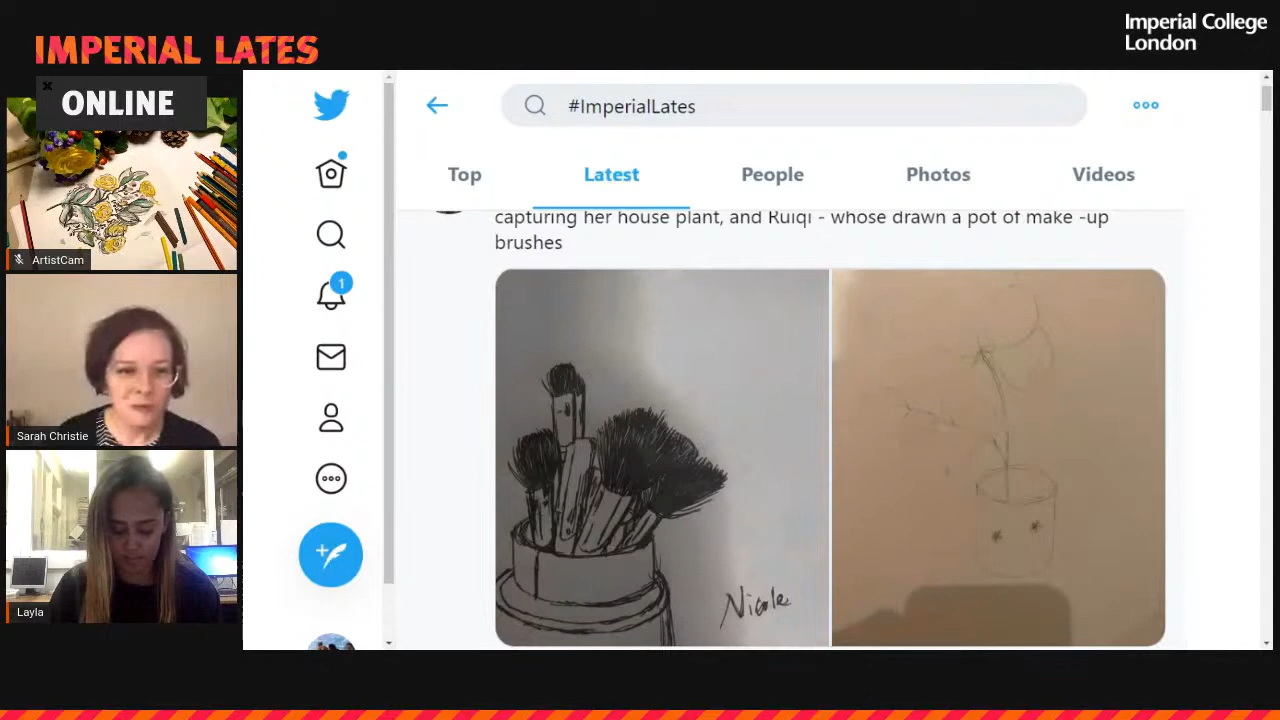 IMPERIAL LATES
ONLINE
Imperial College
London
ArtistCam
Sarah Christie
Layla
1
#ImperialLates
Top
Latest
People
Photos
Videos
capturing her house plant, and Ruiqi - whose drawn a pot of make -up
brushes
Nicole